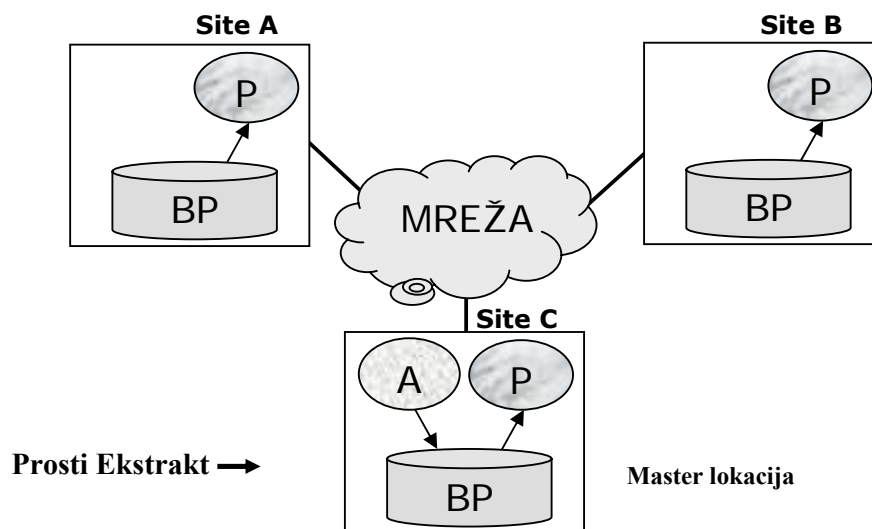 Site A
Site B
P
P
BP
BP
MREŽA
Site C
A
P
Prosti Ekstrakt
Master lokacija
BP